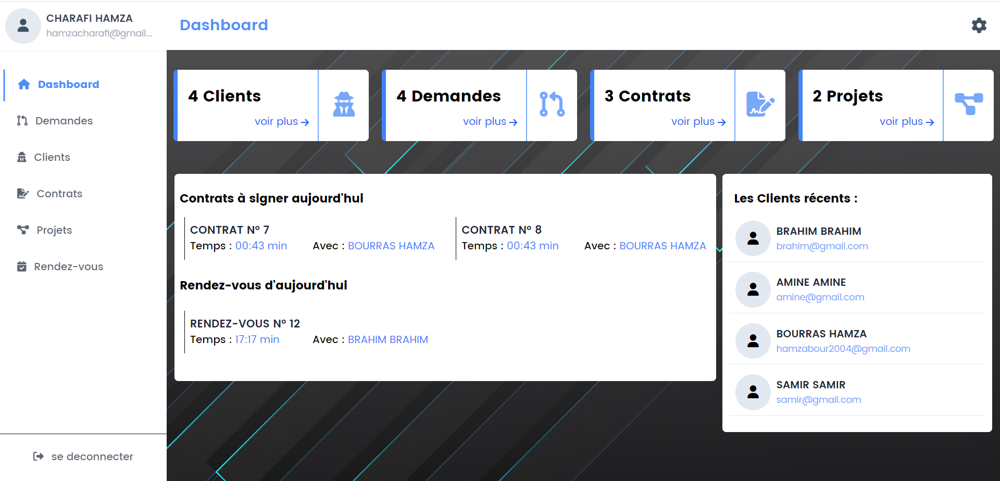 CHARAFI HAMZA
hamzacharafi@gmail...
Dashboard
Demandes
Clients
Contrats
Projets
Rendez-vous
se deconnecter
Dashboard
4 Clients
voir plus
4 Demandes
voir plus
3 Contrats
voir plus
2 Projets
voir plus
Contrats à signer aujourd'hui
CONTRAT N° 7
Temps : 00:43 min Avec : BOURRAS HAMZA
CONTRAT N° 8
Temps : 00:43 min Avec : BOURRAS HAMZA
Rendez-vous d'aujourd'hui
RENDEZ-VOUS N° 12
Temps : 17:17 min Avec : BRAHIM BRAHIM
Les Clients récents :
BRAHIM BRAHIM
brahim@gmail.com
AMINE AMINE
amine@gmail.com
BOURRAS HAMZA
hamzabour2004@gmail.com
SAMIR SAMIR
samir@gmail.com